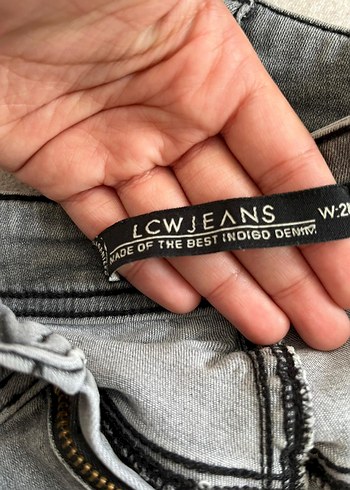 LCWJEANS
MADE OF THE BEST INDIGO DENIM.
W:2